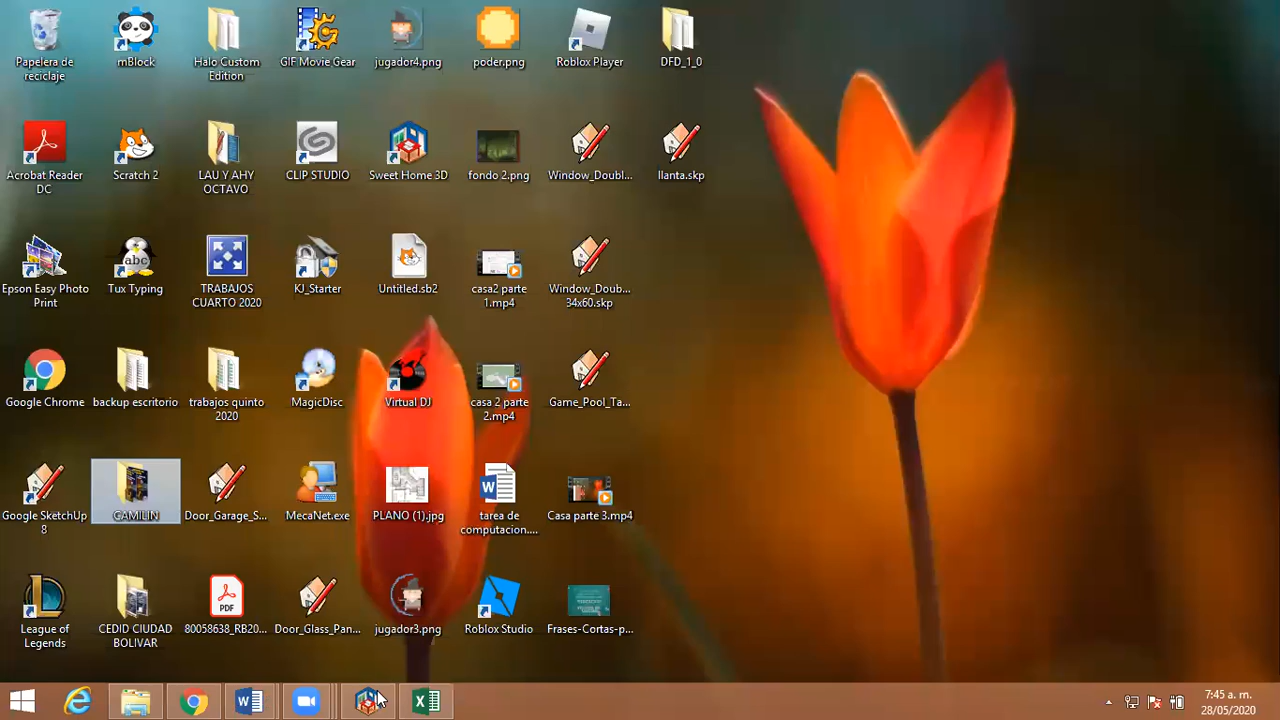 Papelera de
reciclaje
mBlock
Halo Custom
Edition
GIF Movie Gear
jugador4.png
poder.png
Roblox Player
DFD_1_0
Acrobat Reader
DC
Scratch 2
LAU Y AHY
OCTAVO
CLIP STUDIO
Sweet Home 3D
fondo 2.png
Window_Doubl...
llanta.skp
Epson Easy Photo
Print
abc
Tux Typing
TRABAJOS
CUARTO 2020
KJ_Starter
Untitled.sb2
casa2 parte
1.mp4
Window_Doub...
34x60.skp
Google Chrome
backup escritorio
trabajos quinto
2020
MagicDisc
Virtual DJ
casa 2 parte
2.mp4
Game_Pool_Ta...
Google SketchUp
8
CAMILIN
Door_Garage_S...
MecaNet.exe
PLANO (1).jpg
tarea de
computacion....
Casa parte 3.mp4
League of
Legends
CEDID CIUDAD
BOLIVAR
PDF
80058638_RB20...
Door_Glass_Pan...
jugador3.png
Roblox Studio
Frases-Cortas-p...
7:45 a. m.
28/05/2020